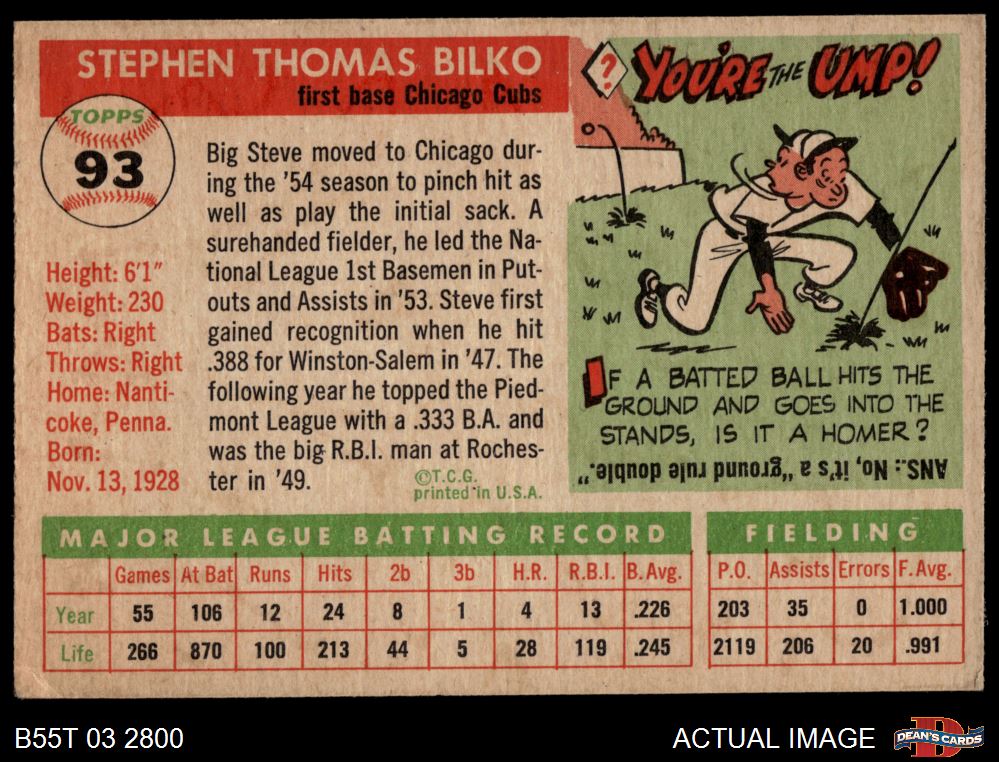 STEPHEN THOMAS BILKO
first base Chicago Cubs
TOPPS
93
Height: 6'1"
Weight: 230
Bats: Right
Throws: Right
Home: Nanti-
coke, Penna.
Born:
Nov. 13, 1928
Big Steve moved to Chicago dur-
ing the '54 season to pinch hit as
well as play the initial sack. A
surehanded fielder, he led the Na-
tional League 1st Basemen in Put-
outs and Assists in '53. Steve first
gained recognition when he hit
.388 for Winston-Salem in '47. The
following year he topped the Pied-
mont League with a .333 B.A. and
was the big R.B.I. man at Roches-
ter in '49.
©T.C.G.
printed in U.S.A.
? YOU'RE THE UMP!
IF A BATTED BALL HITS THE
GROUND AND GOES INTO THE
STANDS, IS IT A HOMER?
ANS.: No, it's a "ground rule double."
MAJOR LEAGUE BATTING RECORD
Games At Bat Runs Hits 2b 3b H.R. R.B.I. B. Avg.
Year 55 106 12 24 8 1 4 13 .226
Life 266 870 100 213 44 5 28 119 .245
FIELDING
P.O. Assists Errors F. Avg.
203 35 0 1.000
2119 206 20 .991
B55T 03 2800
ACTUAL IMAGE
DEAN'S CARDS